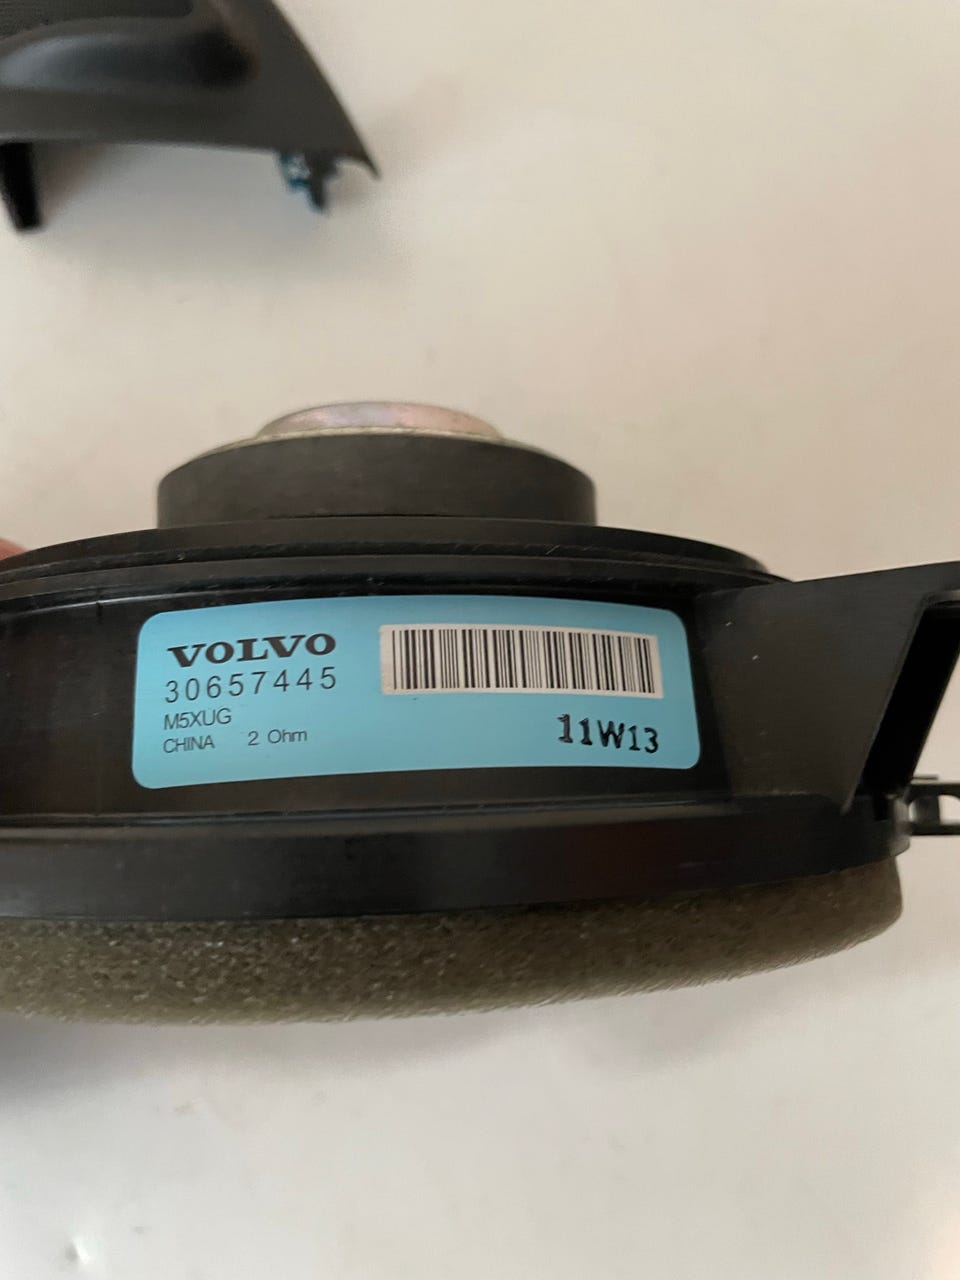 VOLVO
30657445
M5XUG
CHINA 2 Ohm
11W13